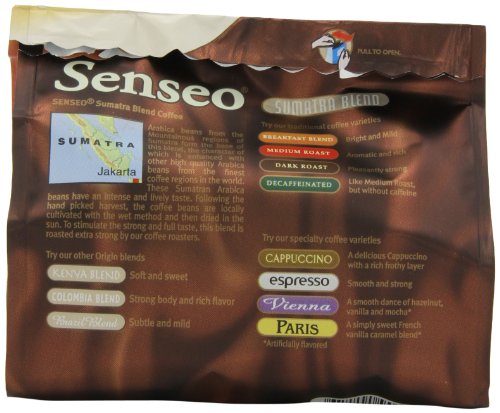 PULL TO OPEN.
Senseo®
SENSEO® Sumatra Blend Coffee
SUMATRA
Jakarta
Arabica beans from the
Mountainous regions of
Sumatra form the base of
this blend, the character of
which is enhanced with
other high quality Arabica
beans from the finest
coffee regions in the world.
These Sumatran Arabica
beans have an intense and lively taste. Following the
hand picked harvest, the coffee beans are locally
cultivated with the wet method and then dried in the
sun. To stimulate the strong and full taste, this blend is
roasted extra strong by our coffee roasters.
Try our other Origin blends
KENYA BLEND Soft and sweet
COLOMBIA BLEND Strong body and rich flavor
Brazil Blend Subtle and mild
SUMATRA BLEND
Try our traditional coffee varieties
BREAKFAST BLEND Bright and Mild
MEDIUM ROAST Aromatic and rich
DARK ROAST Pleasantly strong
DECAFFEINATED Like Medium Roast,
but without caffeine
Try our specialty coffee varieties
CAPPUCCINO A delicious Cappuccino
with a rich frothy layer
espresso Smooth and strong
Vienna A smooth dance of hazelnut,
vanilla and mocha*
PARIS A simply sweet French
vanilla caramel blend*
*Artificially flavored